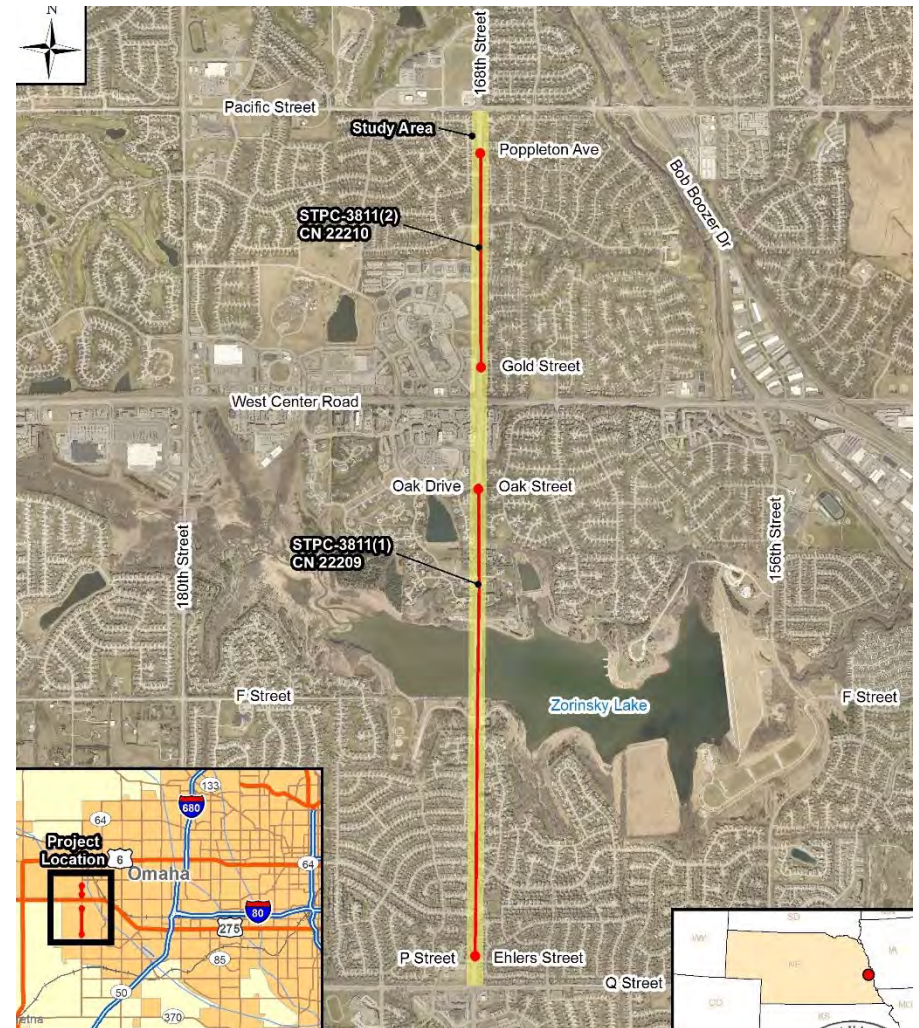 N
168th Street
Pacific Street
Study Area
Poppleton Ave
Bob Boozer Dr
STPC-3811(2)
CN 22210
Gold Street
West Center Road
Oak Drive
Oak Street
180th Street
156th Street
STPC-3811(1)
CN 22209
F Street
F Street
Zorinsky Lake
P Street
Ehlers Street
Q Street
133
680
64
Project
Location
6
64
Omaha
80
275
85
50
370
SD
WY
NE
IA
CO
KS
MO